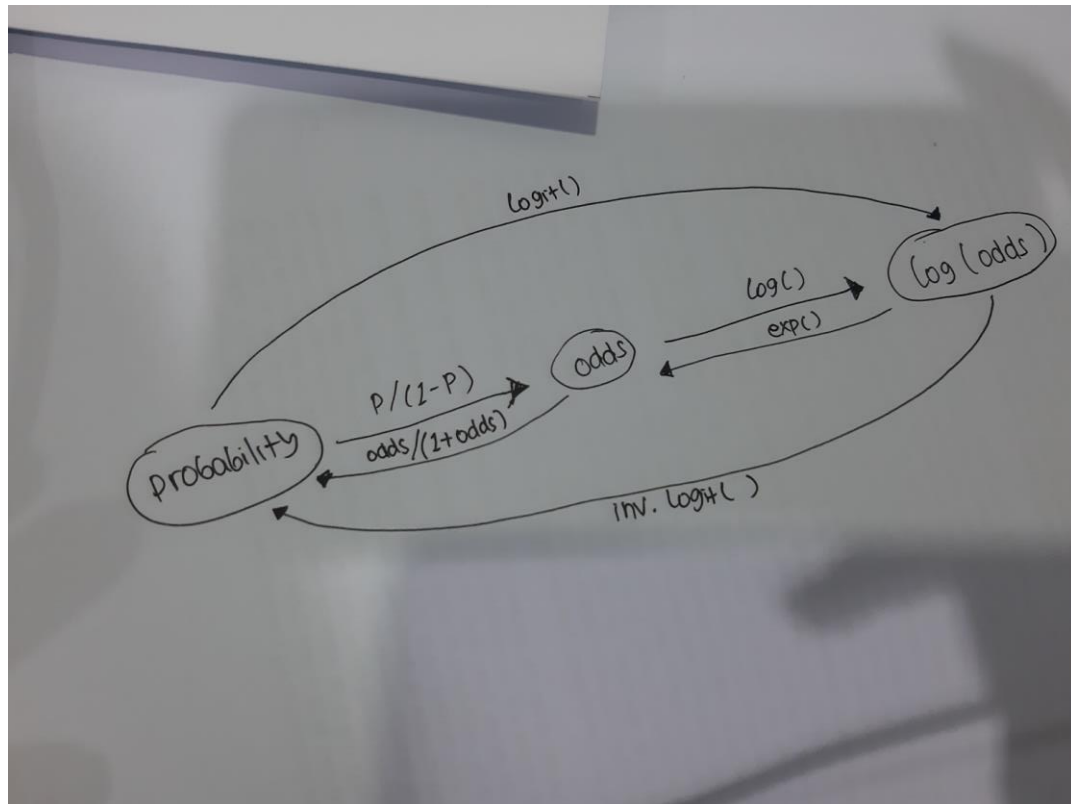 logit()
log(odds)
log()
exp()
odds
P/(1-P)
odds/(1+odds)
probability
inv. logit( )